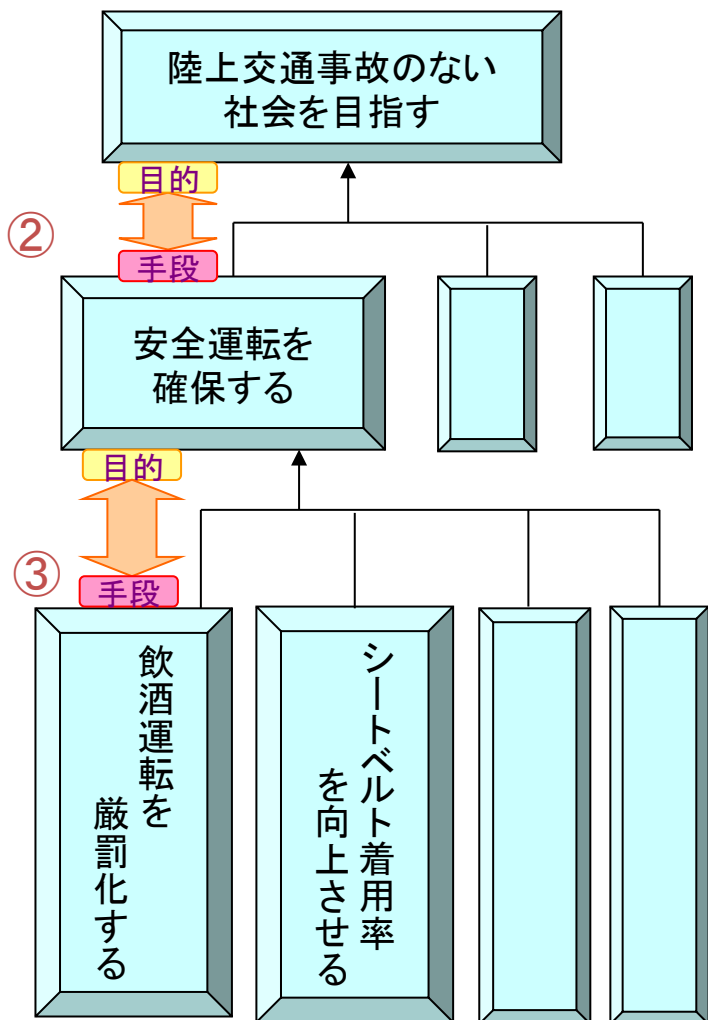 陸上交通事故のない
社会を目指す
目的
②
手段
安全運転を
確保する
目的
③
手段
飲酒運転を
厳罰化する
シートベルト着用率
を向上させる